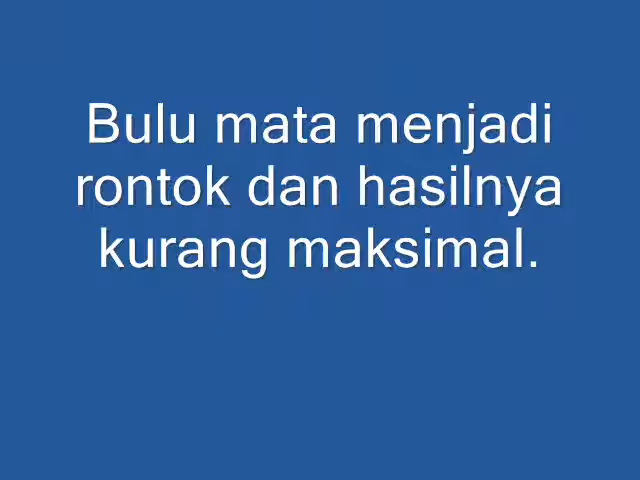 Bulu mata menjadi
rontok dan hasilnya
kurang maksimal.